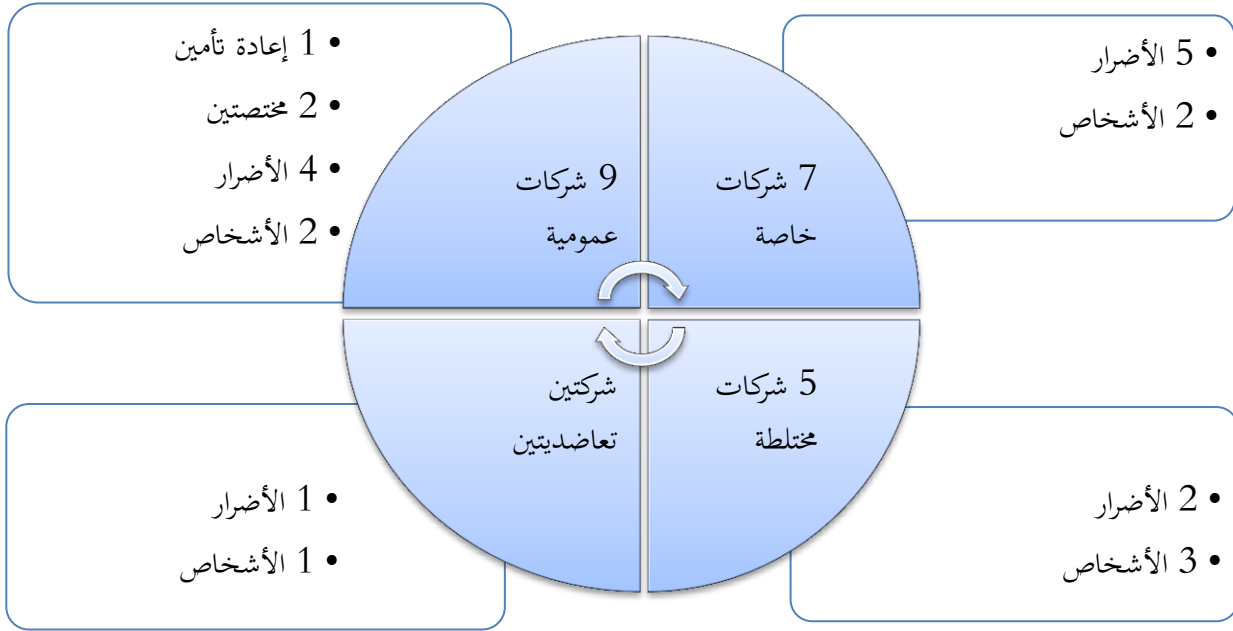 • 5 الأضرار
• 2 الأشخاص
7 شركات
خاصة
• 1 إعادة تأمين
• 2 مختصتين
• 4 الأضرار
• 2 الأشخاص
9 شركات
عمومية
5 شركات
مختلطة
• 2 الأضرار
• 3 الأشخاص
شركتين
تعاضديتين
• 1 الأضرار
• 1 الأشخاص